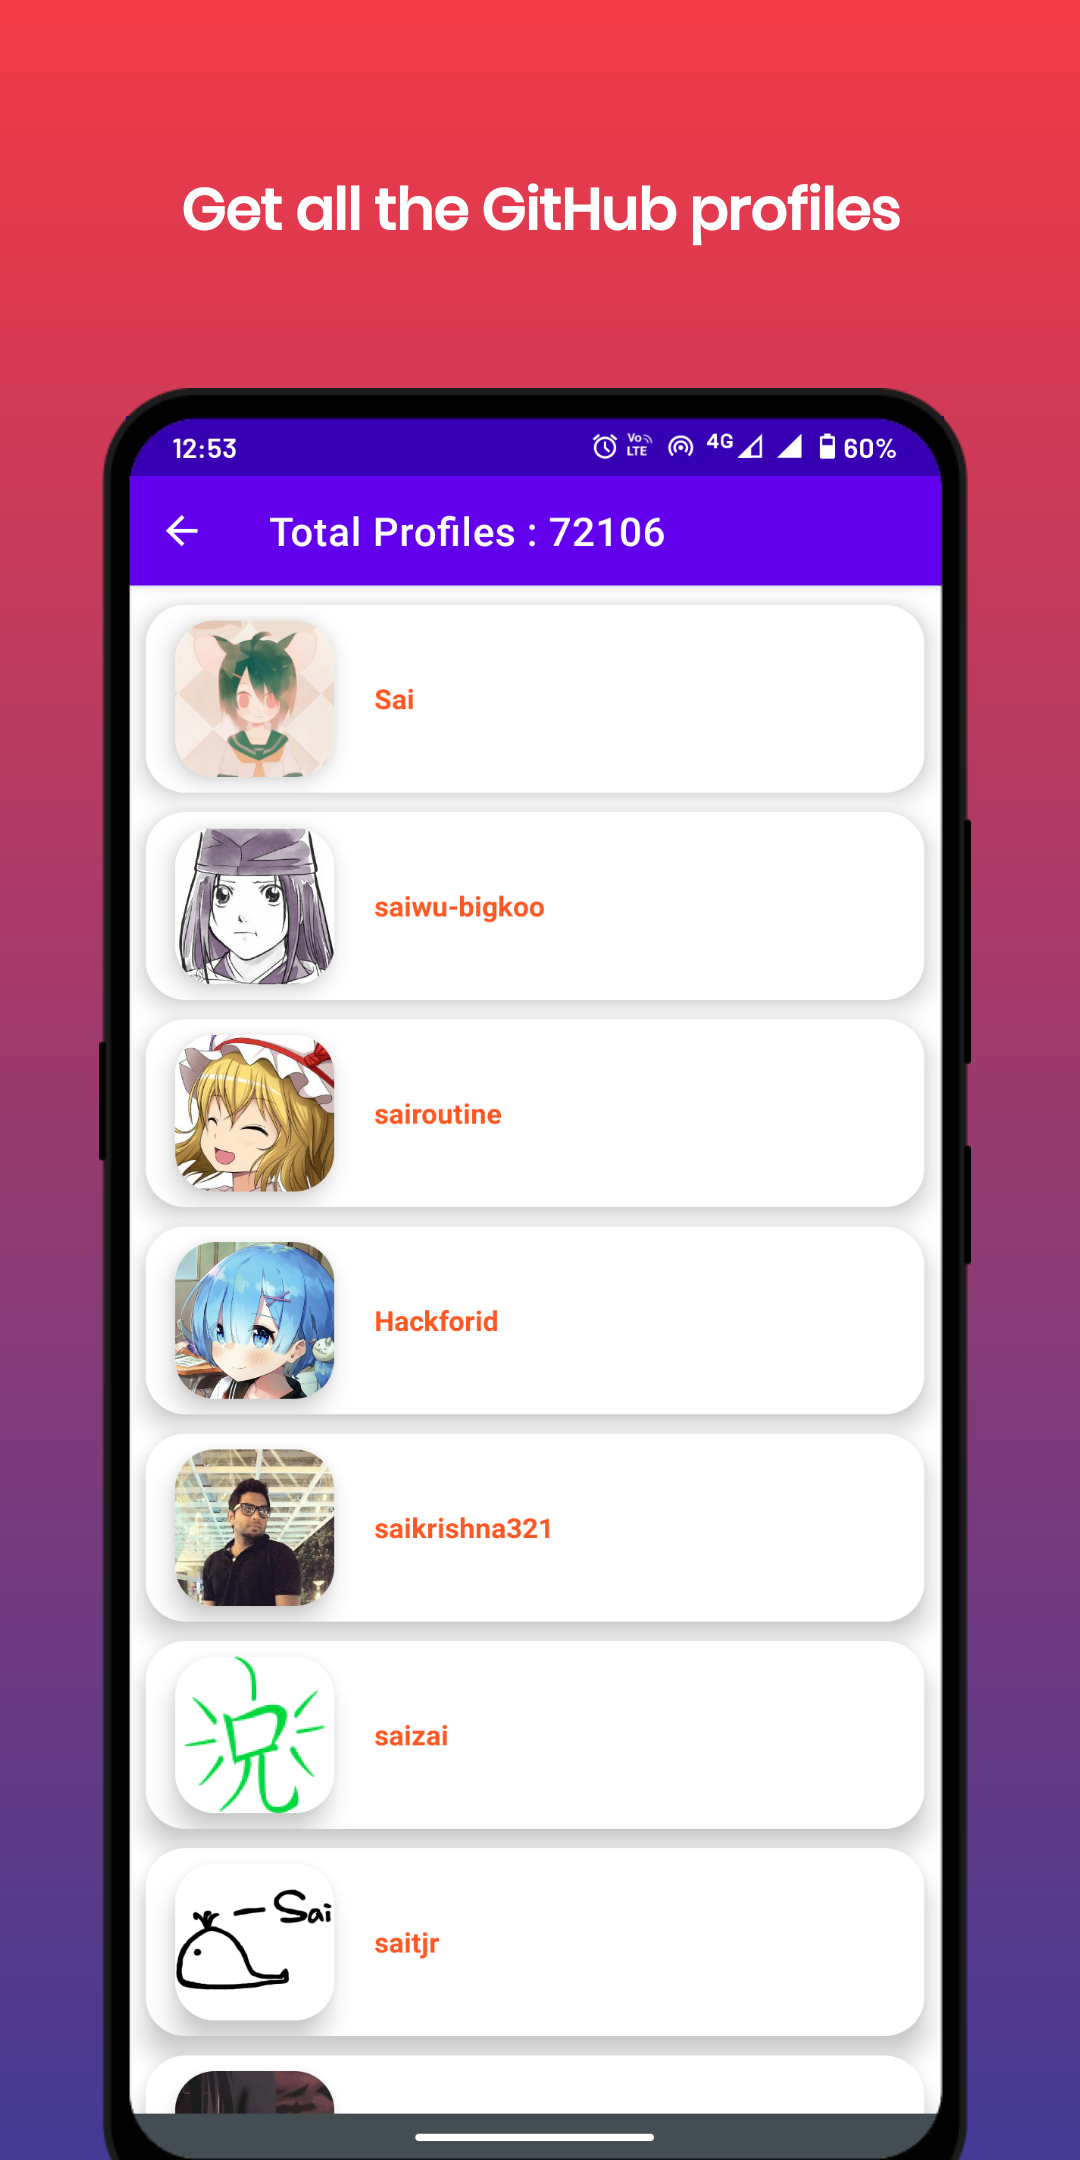 Get all the GitHub profiles
12:53
Vo LTE 4G 60%
Total Profiles : 72106
Sai
saiwu-bigkoo
sairoutine
Hackforid
saikrishna321
况
saizai
Sai
saitjr